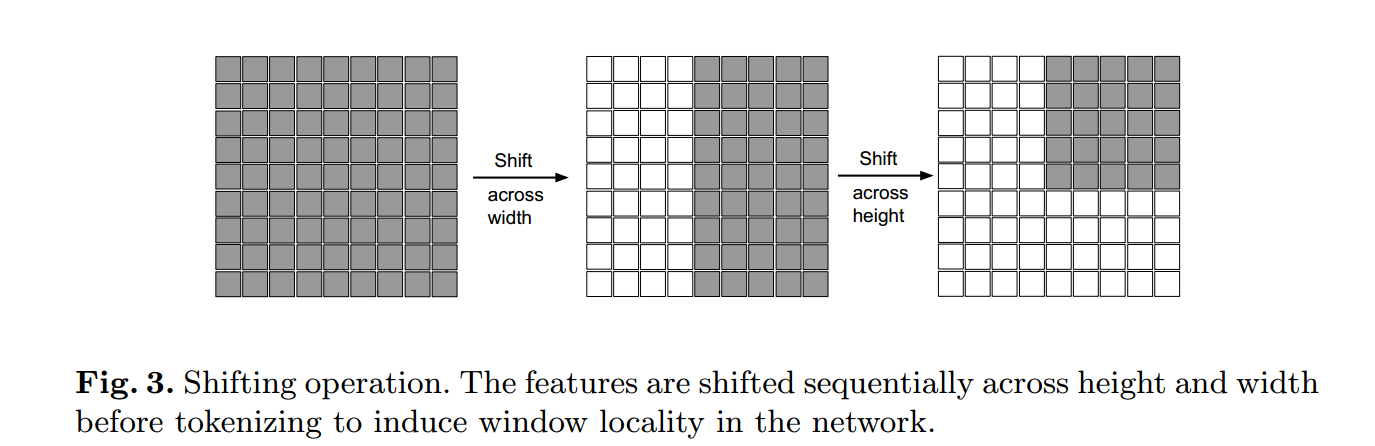 Shift
across
width
Shift
across
height
Fig. 3. Shifting operation. The features are shifted sequentially across height and width
before tokenizing to induce window locality in the network.